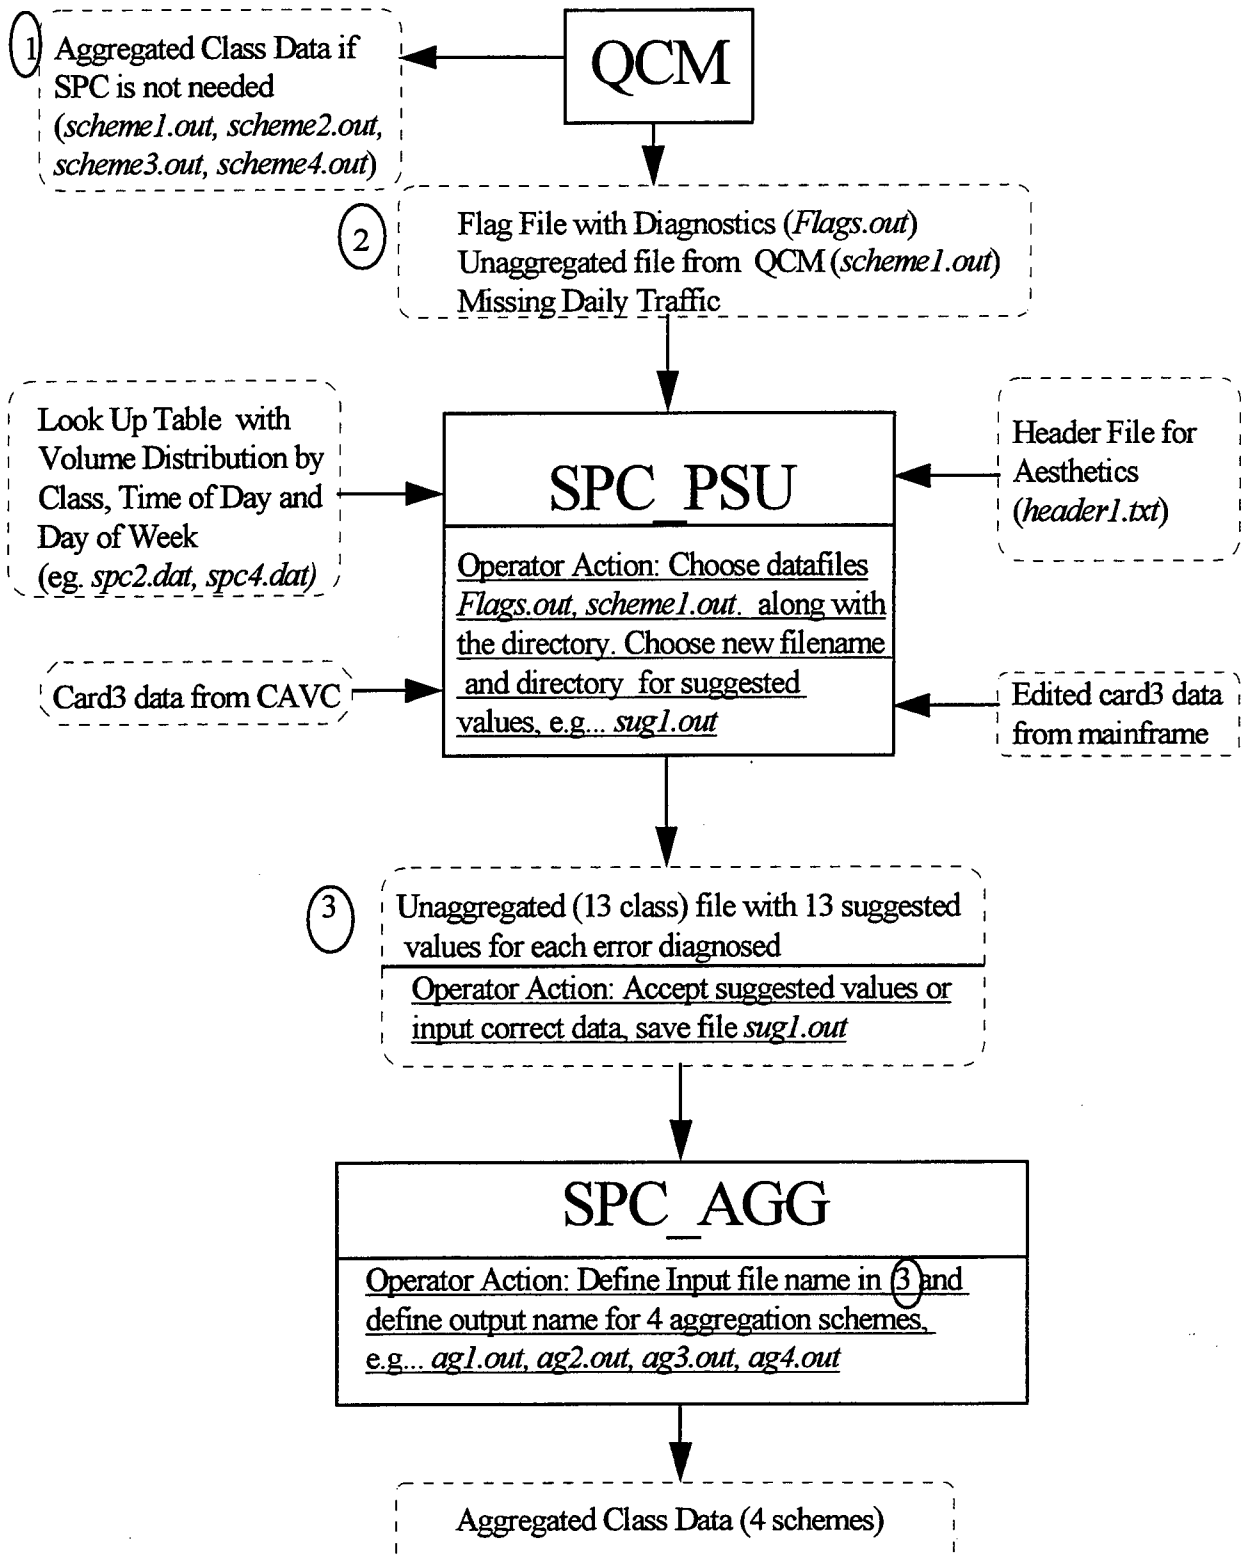 1
Aggregated Class Data if
SPC is not needed
(scheme1.out, scheme2.out,
scheme3.out, scheme4.out)
QCM
2
Flag File with Diagnostics (Flags.out)
Unaggregated file from QCM (scheme1.out)
Missing Daily Traffic
Look Up Table with
Volume Distribution by
Class, Time of Day and
Day of Week
(eg. spc2.dat, spc4.dat)
Card3 data from CAVC
SPC_PSU
Operator Action: Choose datafiles
Flags.out, scheme1.out. along with
the directory. Choose new filename
and directory for suggested
values, e.g... sug1.out
Header File for
Aesthetics
(header1.txt)
Edited card3 data
from mainframe
3
Unaggregated (13 class) file with 13 suggested
values for each error diagnosed
Operator Action: Accept suggested values or
input correct data, save file sug1.out
SPC_AGG
Operator Action: Define Input file name in 3 and
define output name for 4 aggregation schemes,
e.g... ag1.out, ag2.out, ag3.out, ag4.out
Aggregated Class Data (4 schemes)